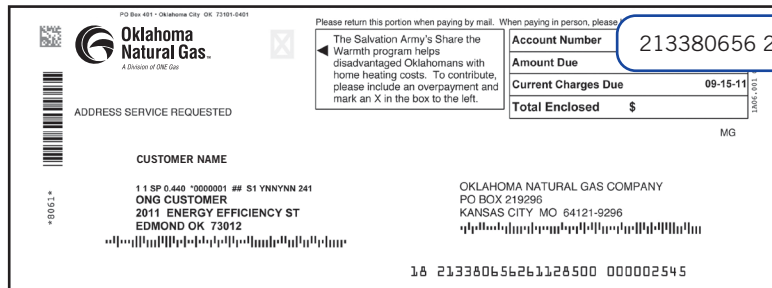 PO Box 401 • Oklahoma City OK 73101-0401
Oklahoma
Natural Gas
A Division of ONE Gas
Please return this portion when paying by mail. When paying in person, please
The Salvation Army's Share the
Warmth program helps
disadvantaged Oklahomans with
home heating costs. To contribute,
please include an overpayment and
mark an X in the box to the left.
Account Number
213380656 2
Amount Due
Current Charges Due 09-15-11
Total Enclosed $
1A06.001
MG
ADDRESS SERVICE REQUESTED
*8061*
CUSTOMER NAME
1 1 SP 0.440 *0000001 ## S1 YNNYNN 241
ONG CUSTOMER
2011 ENERGY EFFICIENCY ST
EDMOND OK 73012
OKLAHOMA NATURAL GAS COMPANY
PO BOX 219296
KANSAS CITY MO 64121-9296
18 213380656261128500 000002545